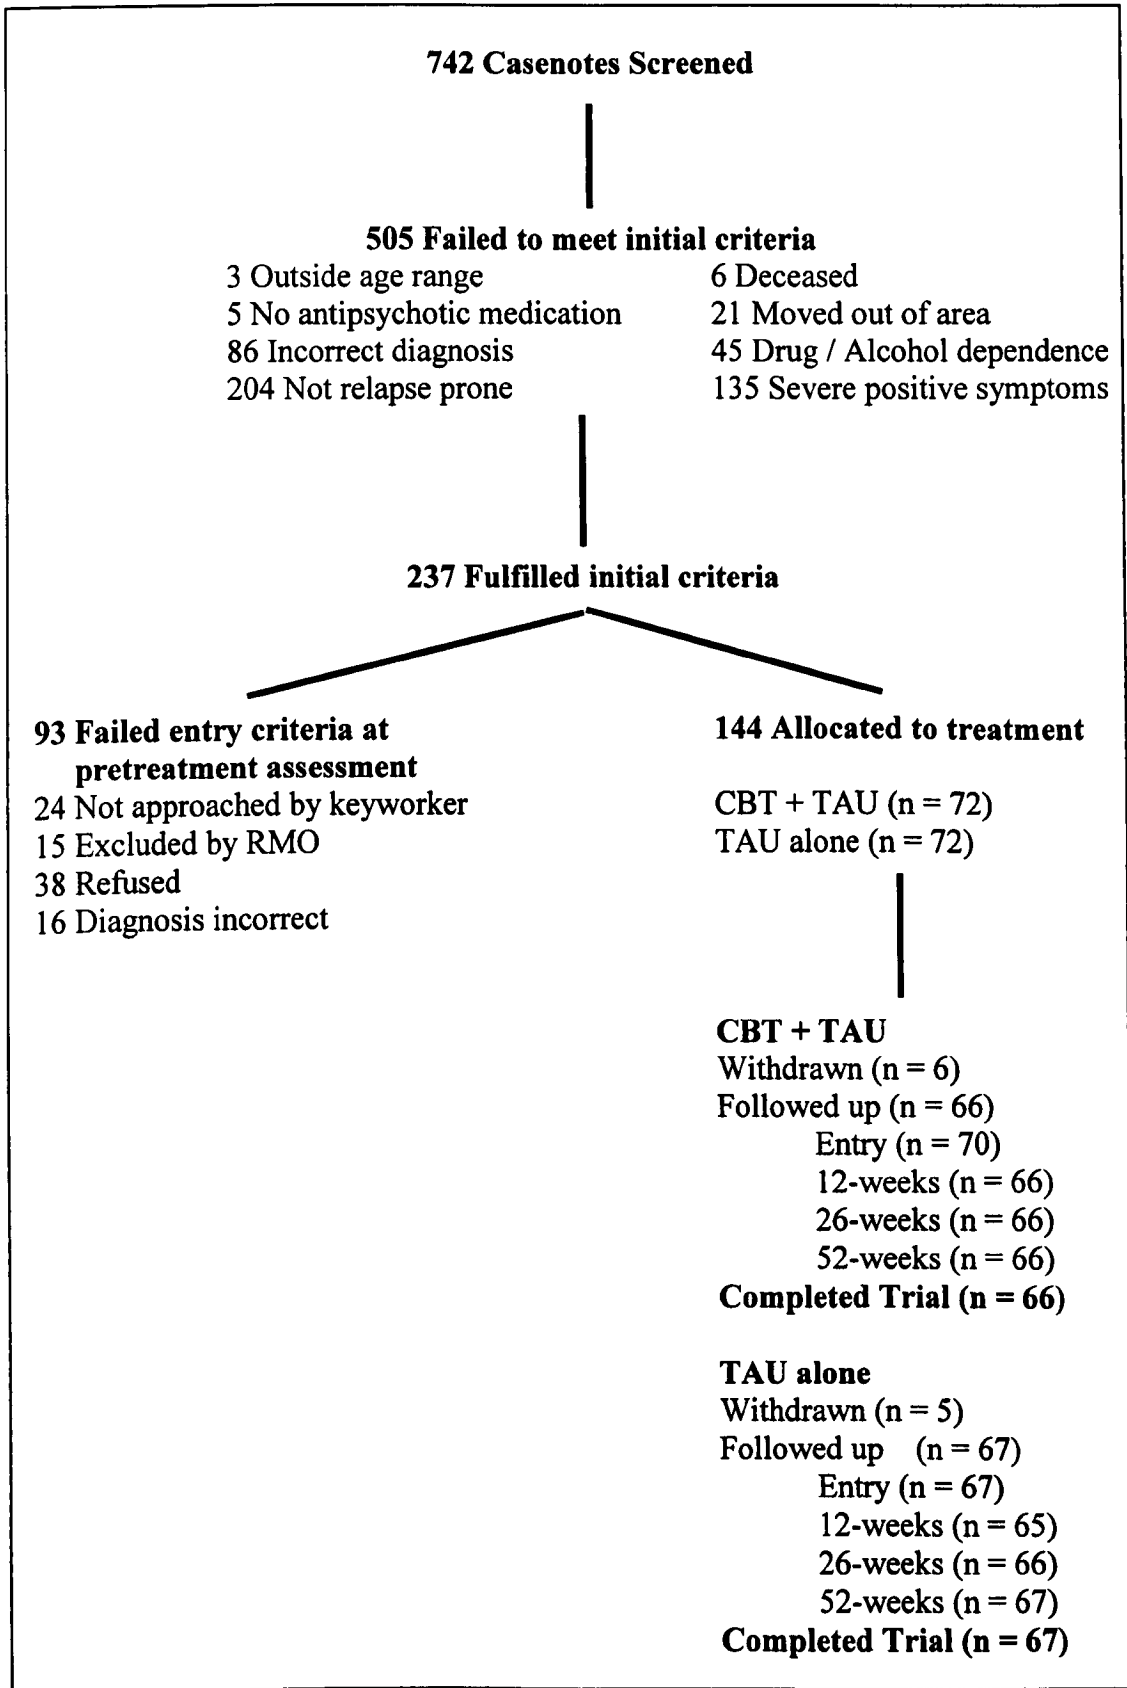 742 Casenotes Screened
505 Failed to meet initial criteria
3 Outside age range
5 No antipsychotic medication
86 Incorrect diagnosis
204 Not relapse prone
6 Deceased
21 Moved out of area
45 Drug / Alcohol dependence
135 Severe positive symptoms
237 Fulfilled initial criteria
93 Failed entry criteria at
pretreatment assessment
24 Not approached by keyworker
15 Excluded by RMO
38 Refused
16 Diagnosis incorrect
144 Allocated to treatment
CBT + TAU (n = 72)
TAU alone (n = 72)
CBT + TAU
Withdrawn (n = 6)
Followed up (n = 66)
Entry (n = 70)
12-weeks (n = 66)
26-weeks (n = 66)
52-weeks (n = 66)
Completed Trial (n = 66)
TAU alone
Withdrawn (n = 5)
Followed up (n = 67)
Entry (n = 67)
12-weeks (n = 65)
26-weeks (n = 66)
52-weeks (n = 67)
Completed Trial (n = 67)